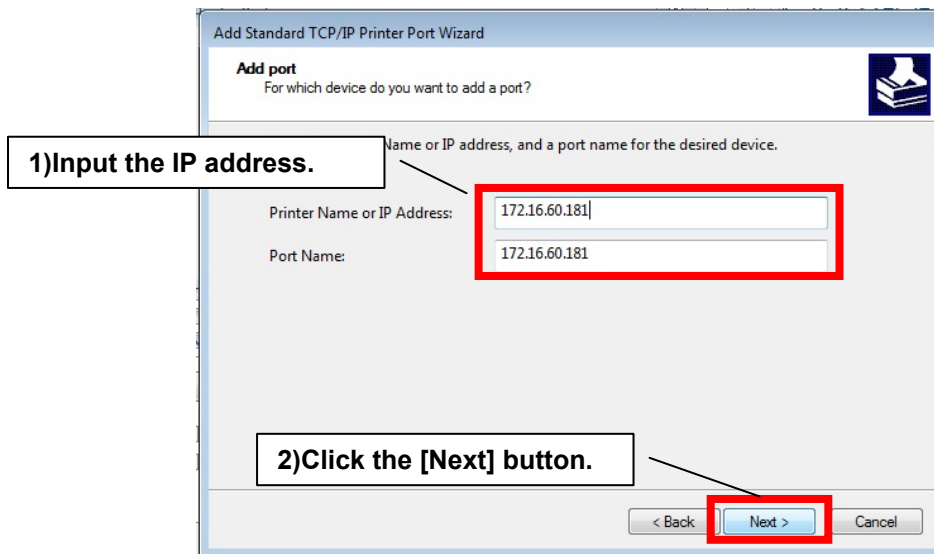 Add Standard TCP/IP Printer Port Wizard
Add port
For which device do you want to add a port?
Name or IP address, and a port name for the desired device.
1)Input the IP address.
Printer Name or IP Address: 172.16.60.181
Port Name: 172.16.60.181
2)Click the [Next] button.
< Back Next > Cancel